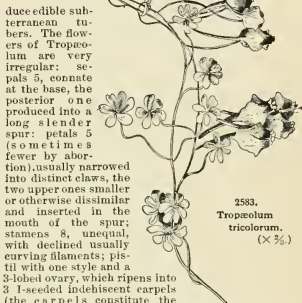 duce edible sub-
terranean tu-
bers. The flow-
ers of Tropæo-
lum are very
irregular: se-
pals 5, connate
at the base, the
posterior one
produced into a
long slender
spur: petals 5
(sometimes
fewer by abor-
tion), usually narrowed
into distinct claws, the
two upper ones smaller
or otherwise dissimilar
and inserted in the
mouth of the spur;
stamens 8, unequal,
with declined usually
curving filaments; pis-
til with one style and a
3-lobed ovary, which ripens into
3 1-seeded indehiscent carpels
(the carpels constitute the
2583.
Tropæolum
tricolorum.